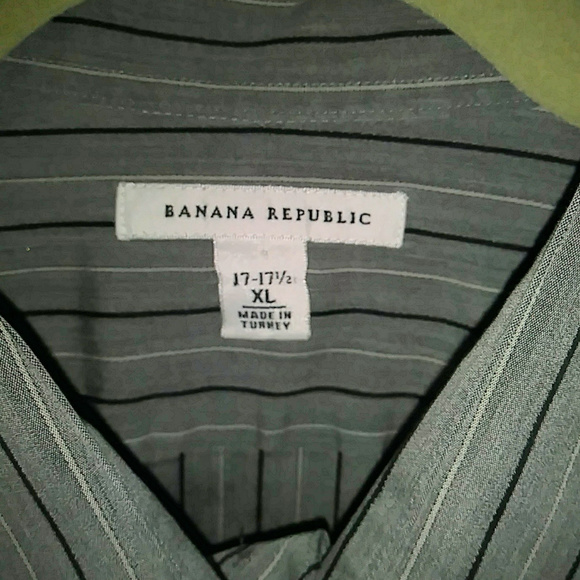 BANANA REPUBLIC
17-17½
XL
MADE IN
TURKEY